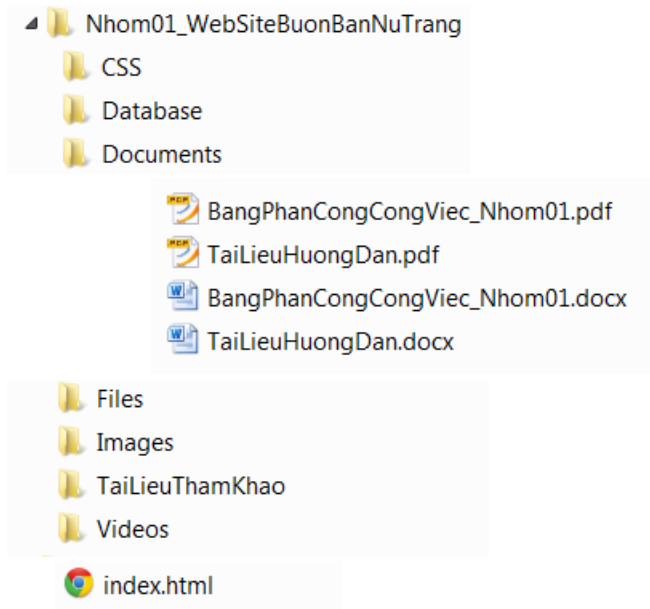 Nhom01_WebSiteBuonBanNuTrang
CSS
Database
Documents
BangPhanCongCongViec_Nhom01.pdf
TaiLieuHuongDan.pdf
BangPhanCongCongViec_Nhom01.docx
TaiLieuHuongDan.docx
Files
Images
TaiLieuThamKhao
Videos
index.html